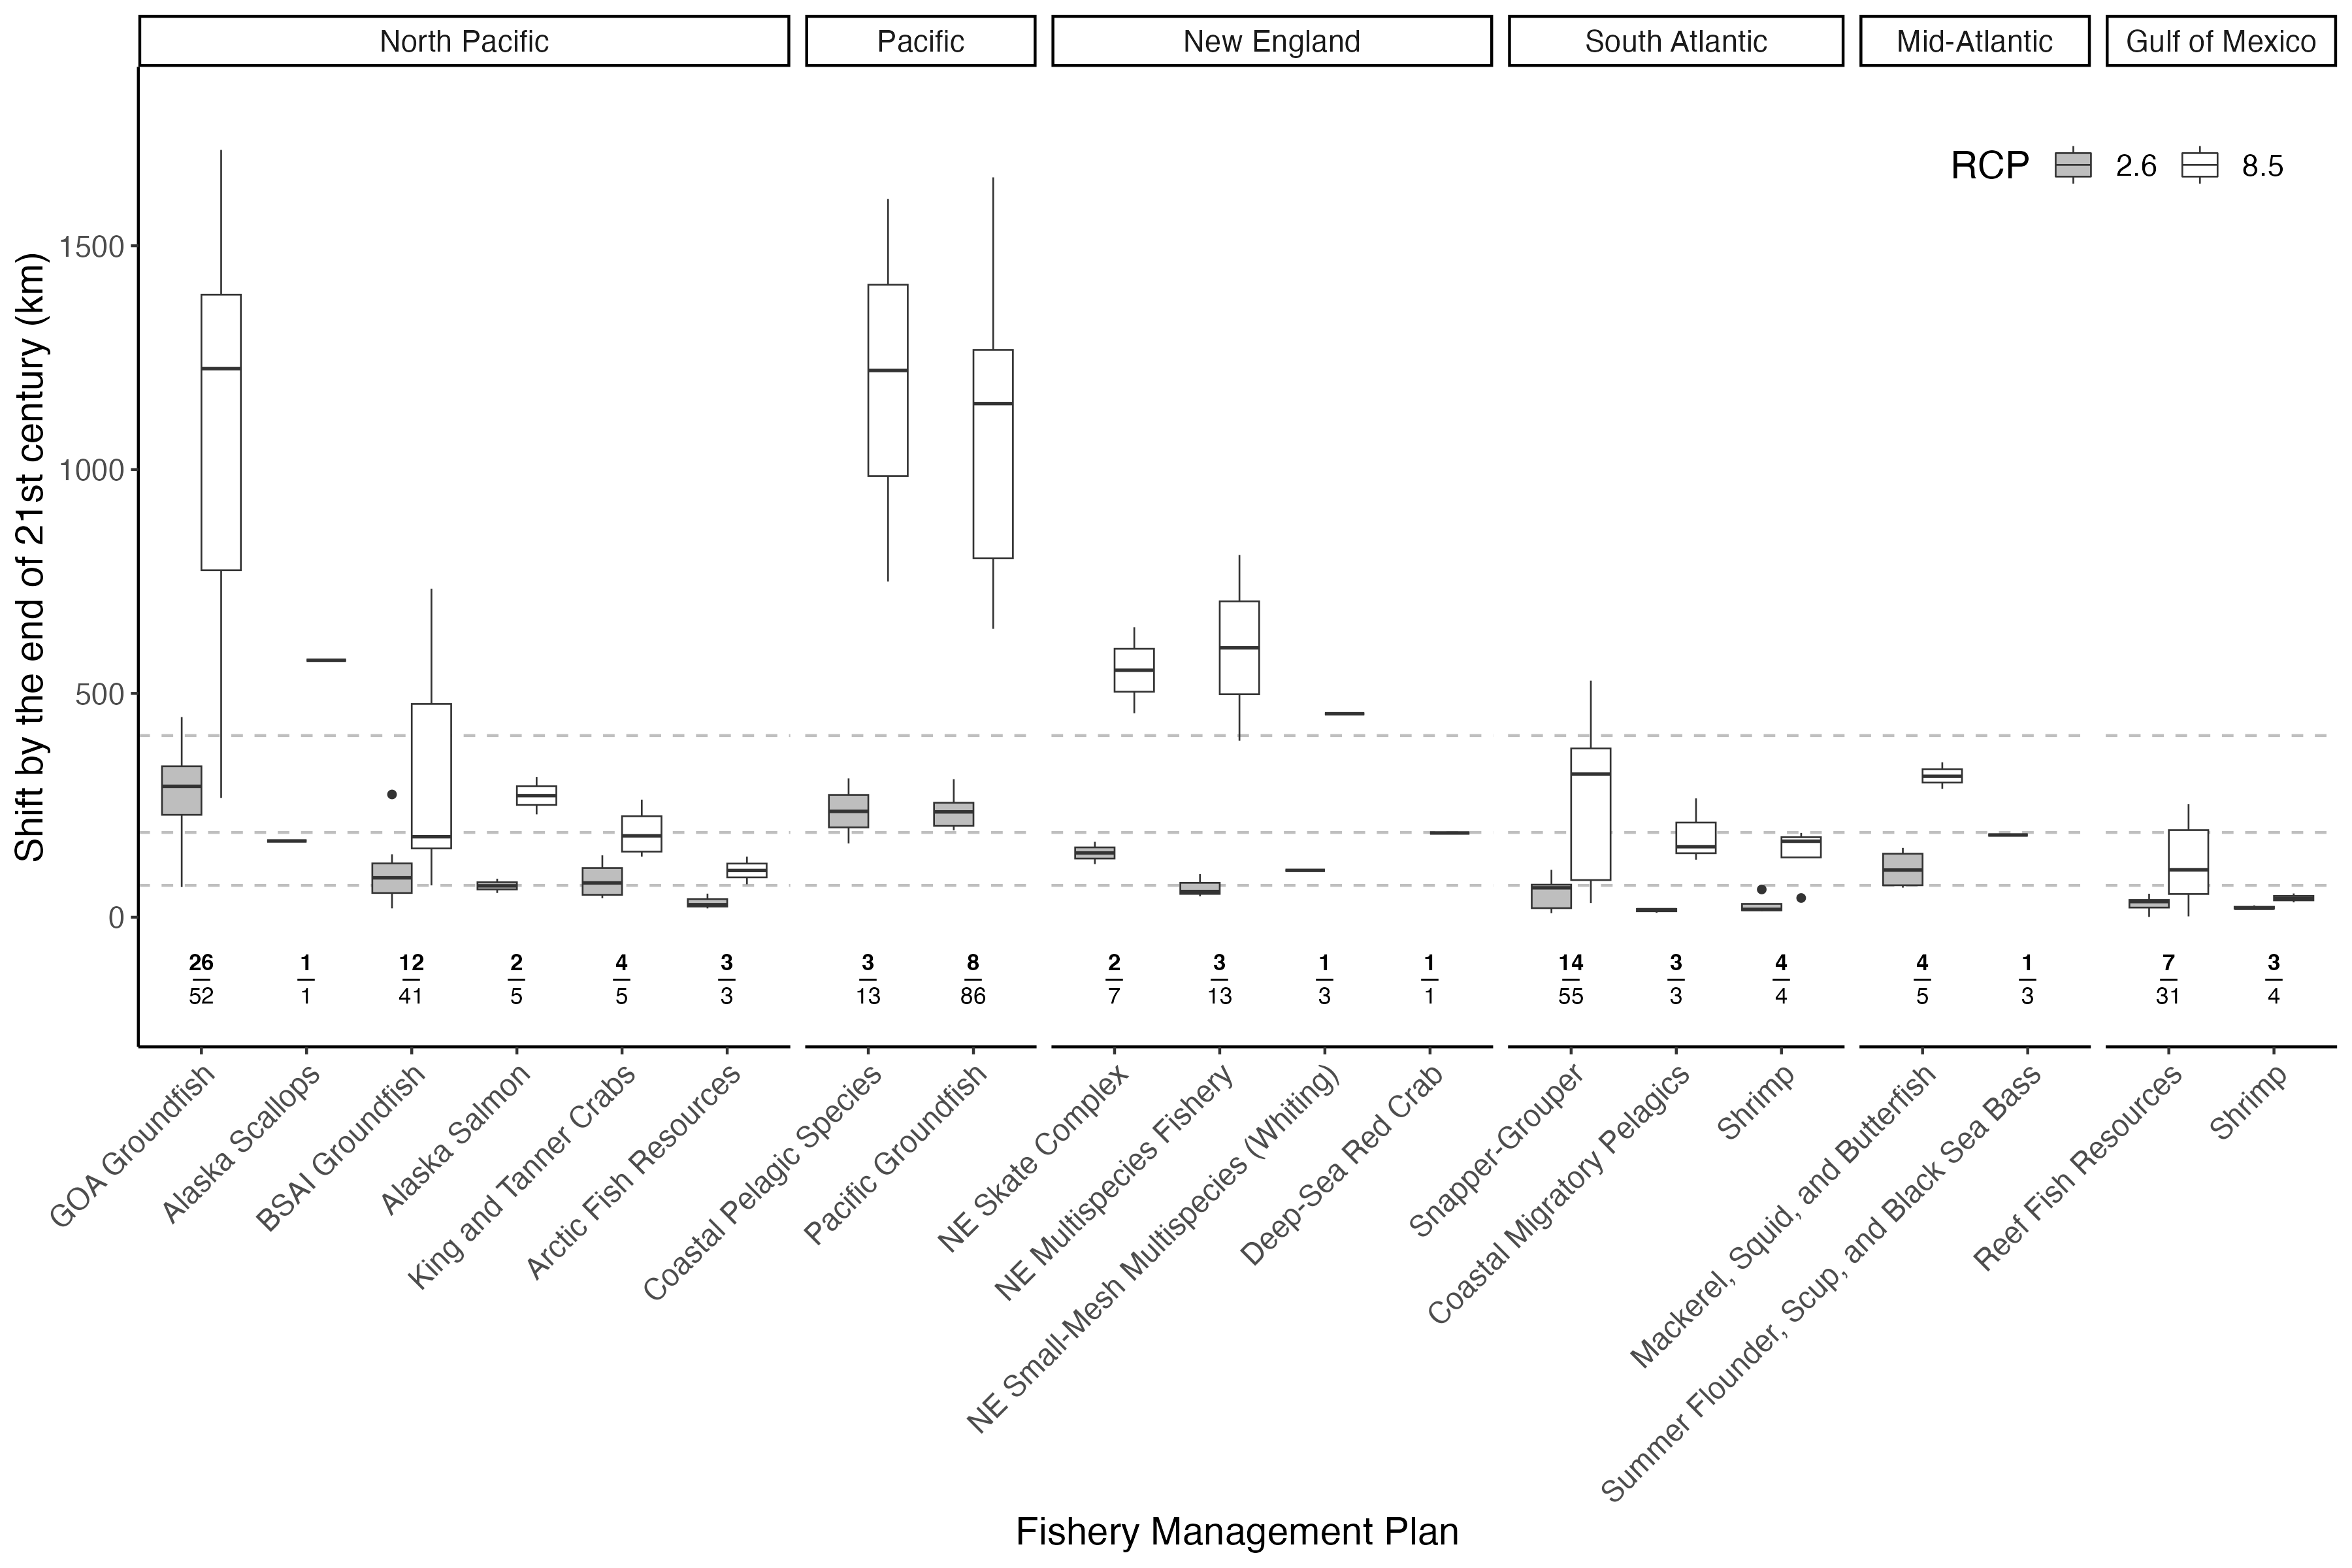 North Pacific
Pacific
New England
South Atlantic
Mid-Atlantic
Gulf of Mexico
RCP 2.6 8.5
Shift by the end of 21st century (km)
1500
1000
500
0
26 1 12 2 4 3 3 8 2 3 1 1 14 3 4 4 1 7 3
52 1 41 5 5 3 13 86 7 13 3 1 55 3 4 5 3 31 4
GOA Groundfish
Alaska Scallops
BSAI Groundfish
Alaska Salmon
King and Tanner Crabs
Arctic Fish Resources
Coastal Pelagic Species
Pacific Groundfish
NE Skate Complex
NE Multispecies Fishery
NE Small-Mesh Multispecies (Whiting)
Deep-Sea Red Crab
Snapper-Grouper
Coastal Migratory Pelagics
Shrimp
Mackerel, Squid, and Butterfish
Summer Flounder, Scup, and Black Sea Bass
Reef Fish Resources
Shrimp
Fishery Management Plan